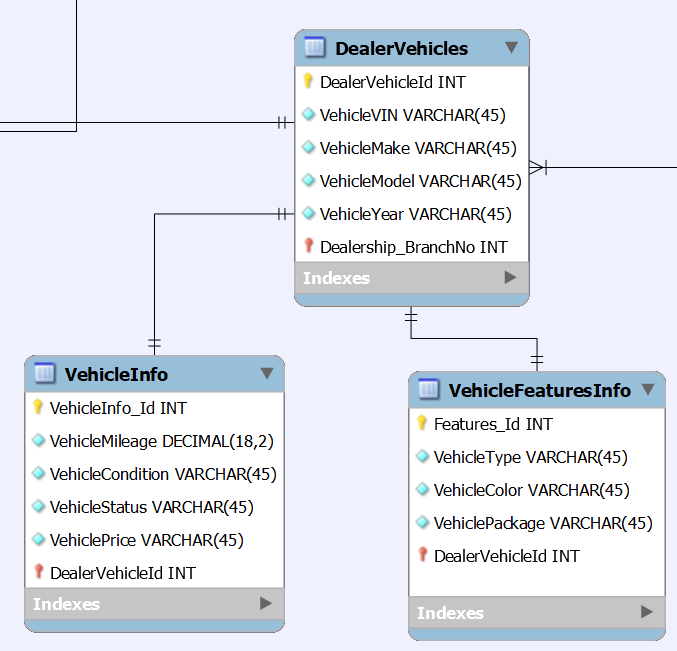 DealerVehicles
DealerVehicleId INT
VehicleVIN VARCHAR(45)
VehicleMake VARCHAR(45)
VehicleModel VARCHAR(45)
VehicleYear VARCHAR(45)
Dealership_BranchNo INT
Indexes
VehicleInfo
VehicleInfo_Id INT
VehicleMileage DECIMAL(18,2)
VehicleCondition VARCHAR(45)
VehicleStatus VARCHAR(45)
VehiclePrice VARCHAR(45)
DealerVehicleId INT
Indexes
VehicleFeaturesInfo
Features_Id INT
VehicleType VARCHAR(45)
VehicleColor VARCHAR(45)
VehiclePackage VARCHAR(45)
DealerVehicleId INT
Indexes